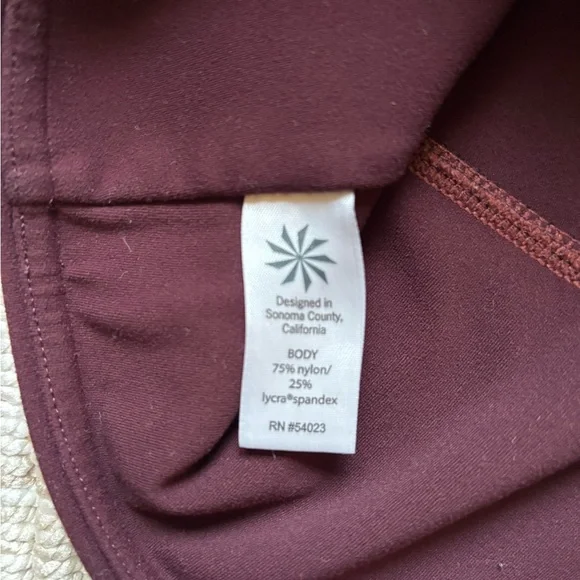 Designed in
Sonoma County,
California
BODY
75% nylon/
25%
lycra®spandex
RN #54023